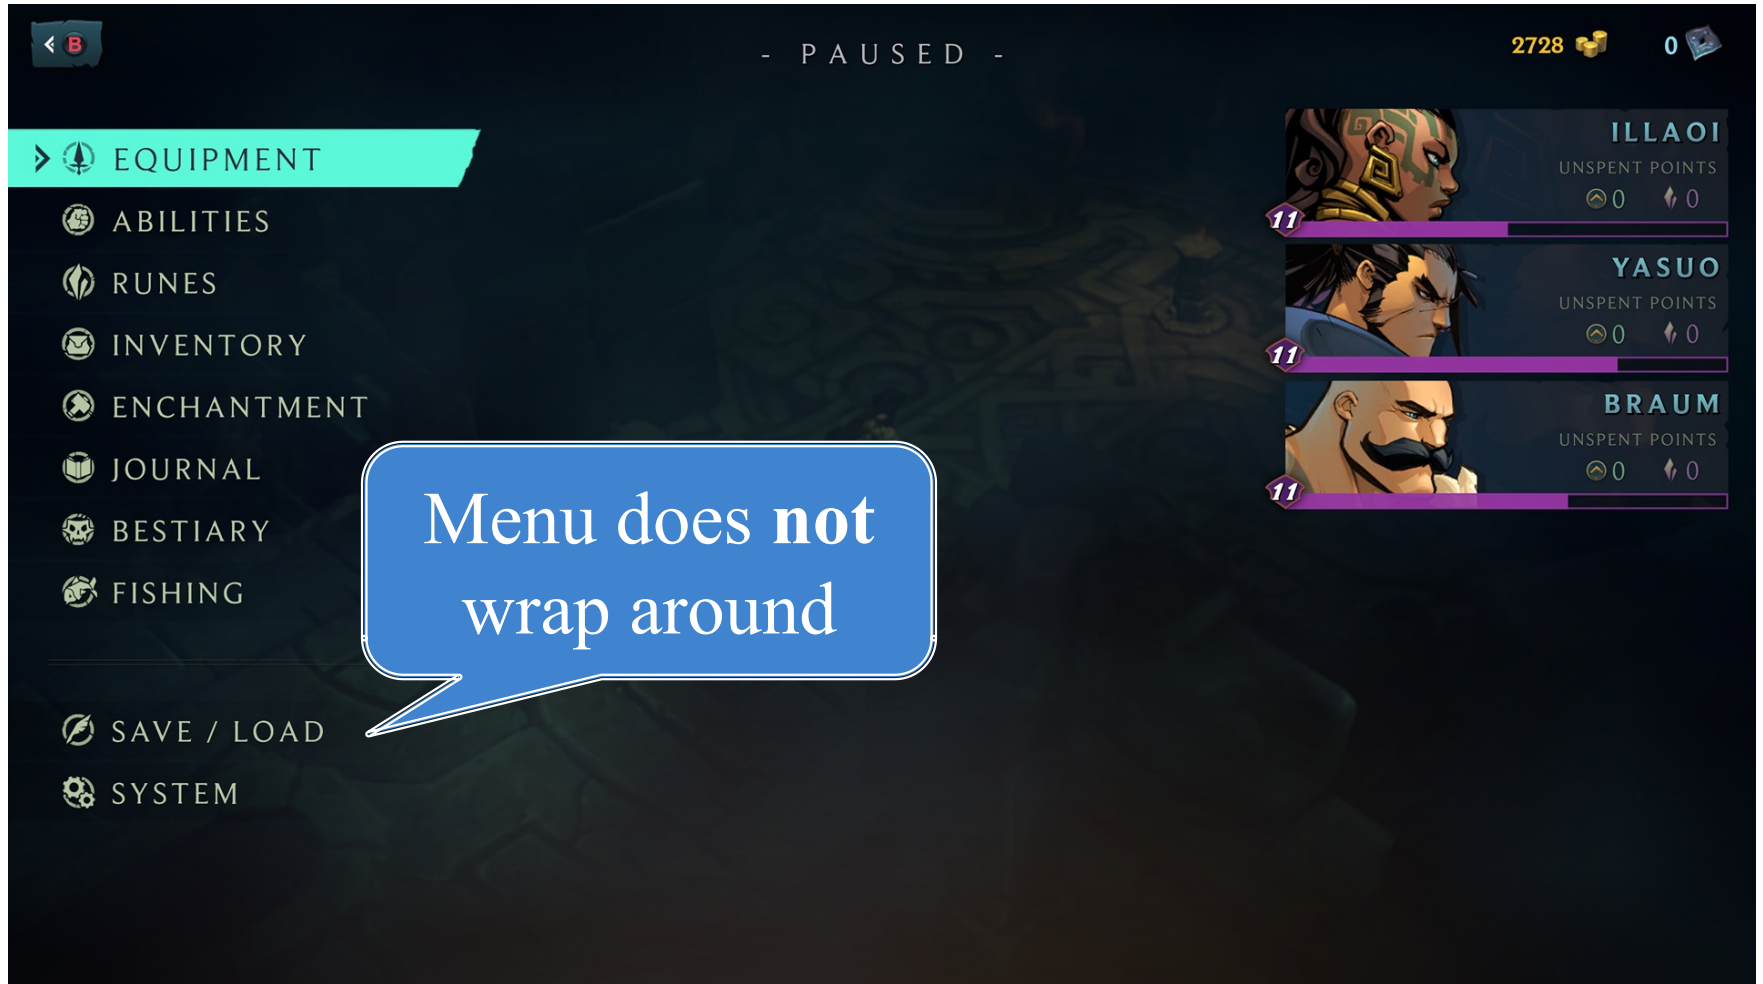 B
- PAUSED -
2728
0
EQUIPMENT
ABILITIES
RUNES
INVENTORY
ENCHANTMENT
JOURNAL
BESTIARY
FISHING
SAVE / LOAD
SYSTEM
Menu does not
wrap around
ILLAOI
UNSPENT POINTS
0 0
11
YASUO
UNSPENT POINTS
0 0
11
BRAUM
UNSPENT POINTS
0 0
11